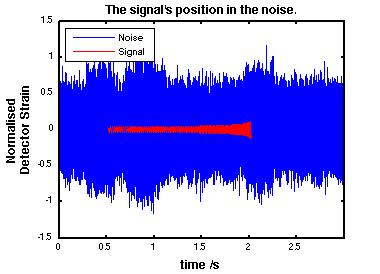 The signal's position in the noise.
1.5
1
0.5
0
-0.5
-1
-1.5
Normalised
Detector Strain
Noise
Signal
0 0.5 1 1.5 2 2.5
time /s